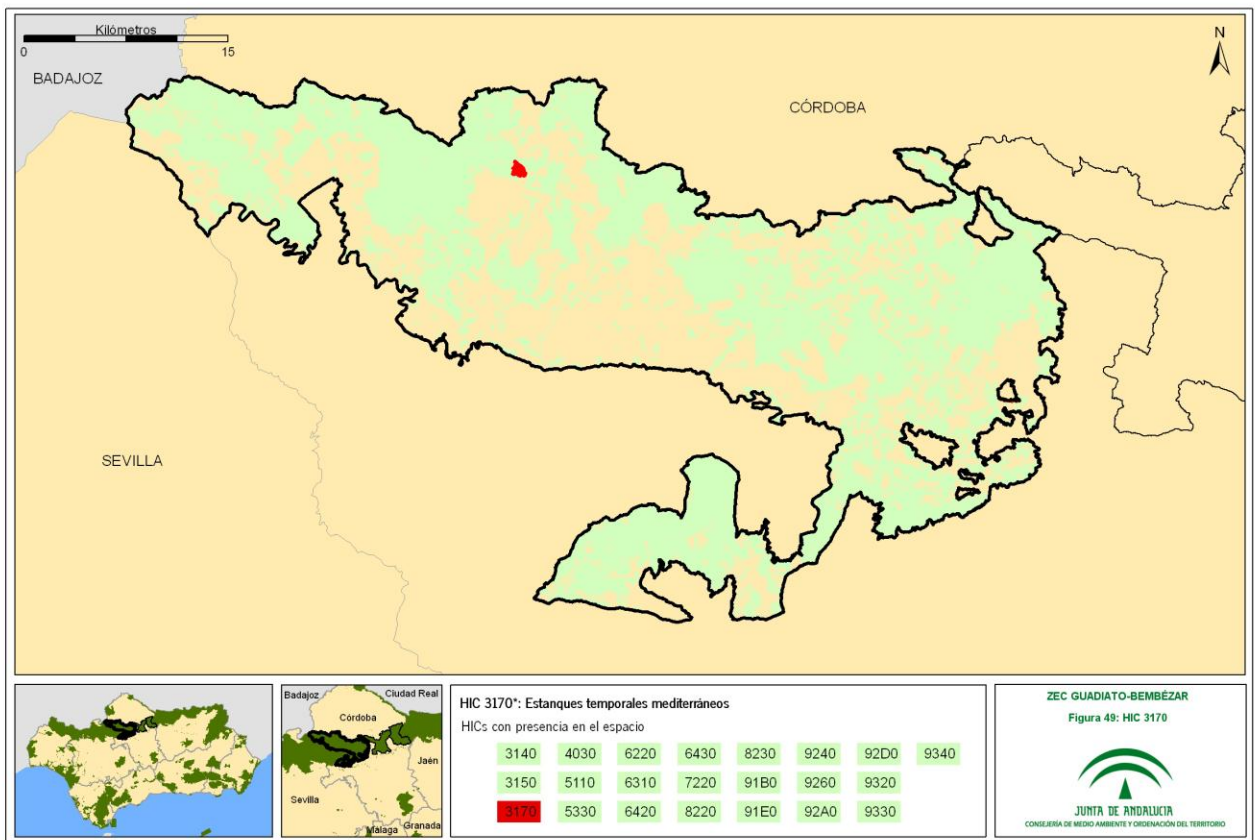 Kilómetros
0 15
N
BADAJOZ
CÓRDOBA
SEVILLA
Badajoz
Ciudad Real
Córdoba
Jaén
Sevilla
Málaga
Granada
HIC 3170*: Estanques temporales mediterráneos
HICs con presencia en el espacio
3140 4030 6220 6430 8230 9240 92D0 9340
3150 5110 6310 7220 91B0 9260 9320
3170 5330 6420 8220 91E0 92A0 9330
ZEC GUADIATO-BEMBÉZAR
Figura 49: HIC 3170
JUNTA DE ANDALUCIA
CONSEJERÍA DE MEDIO AMBIENTE Y ORDENACIÓN DEL TERRITORIO